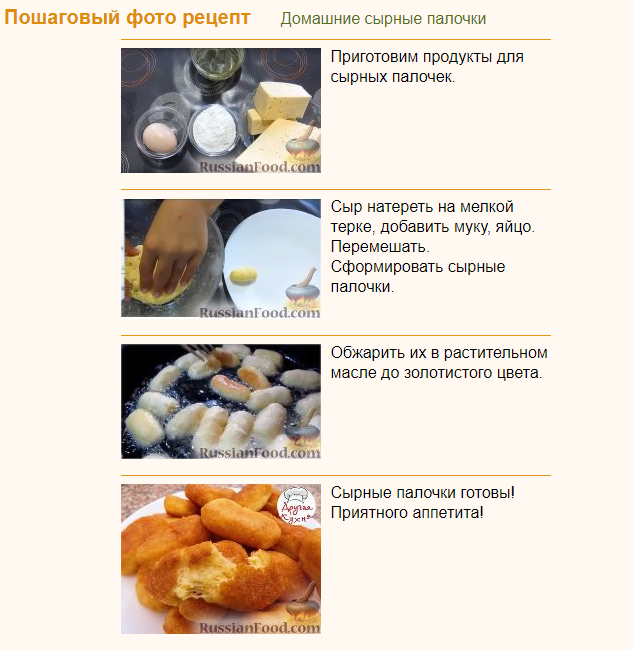 Пошаговый фото рецепт Домашние сырные палочки
Приготовим продукты для
сырных палочек.
RussianFood.com
Сыр натереть на мелкой
терке, добавить муку, яйцо.
Перемешать.
Сформировать сырные
палочки.
RussianFood.com
Обжарить их в растительном
масле до золотистого цвета.
RussianFood.com
Сырные палочки готовы!
Приятного аппетита!
Другая
Кухня
RussianFood.com